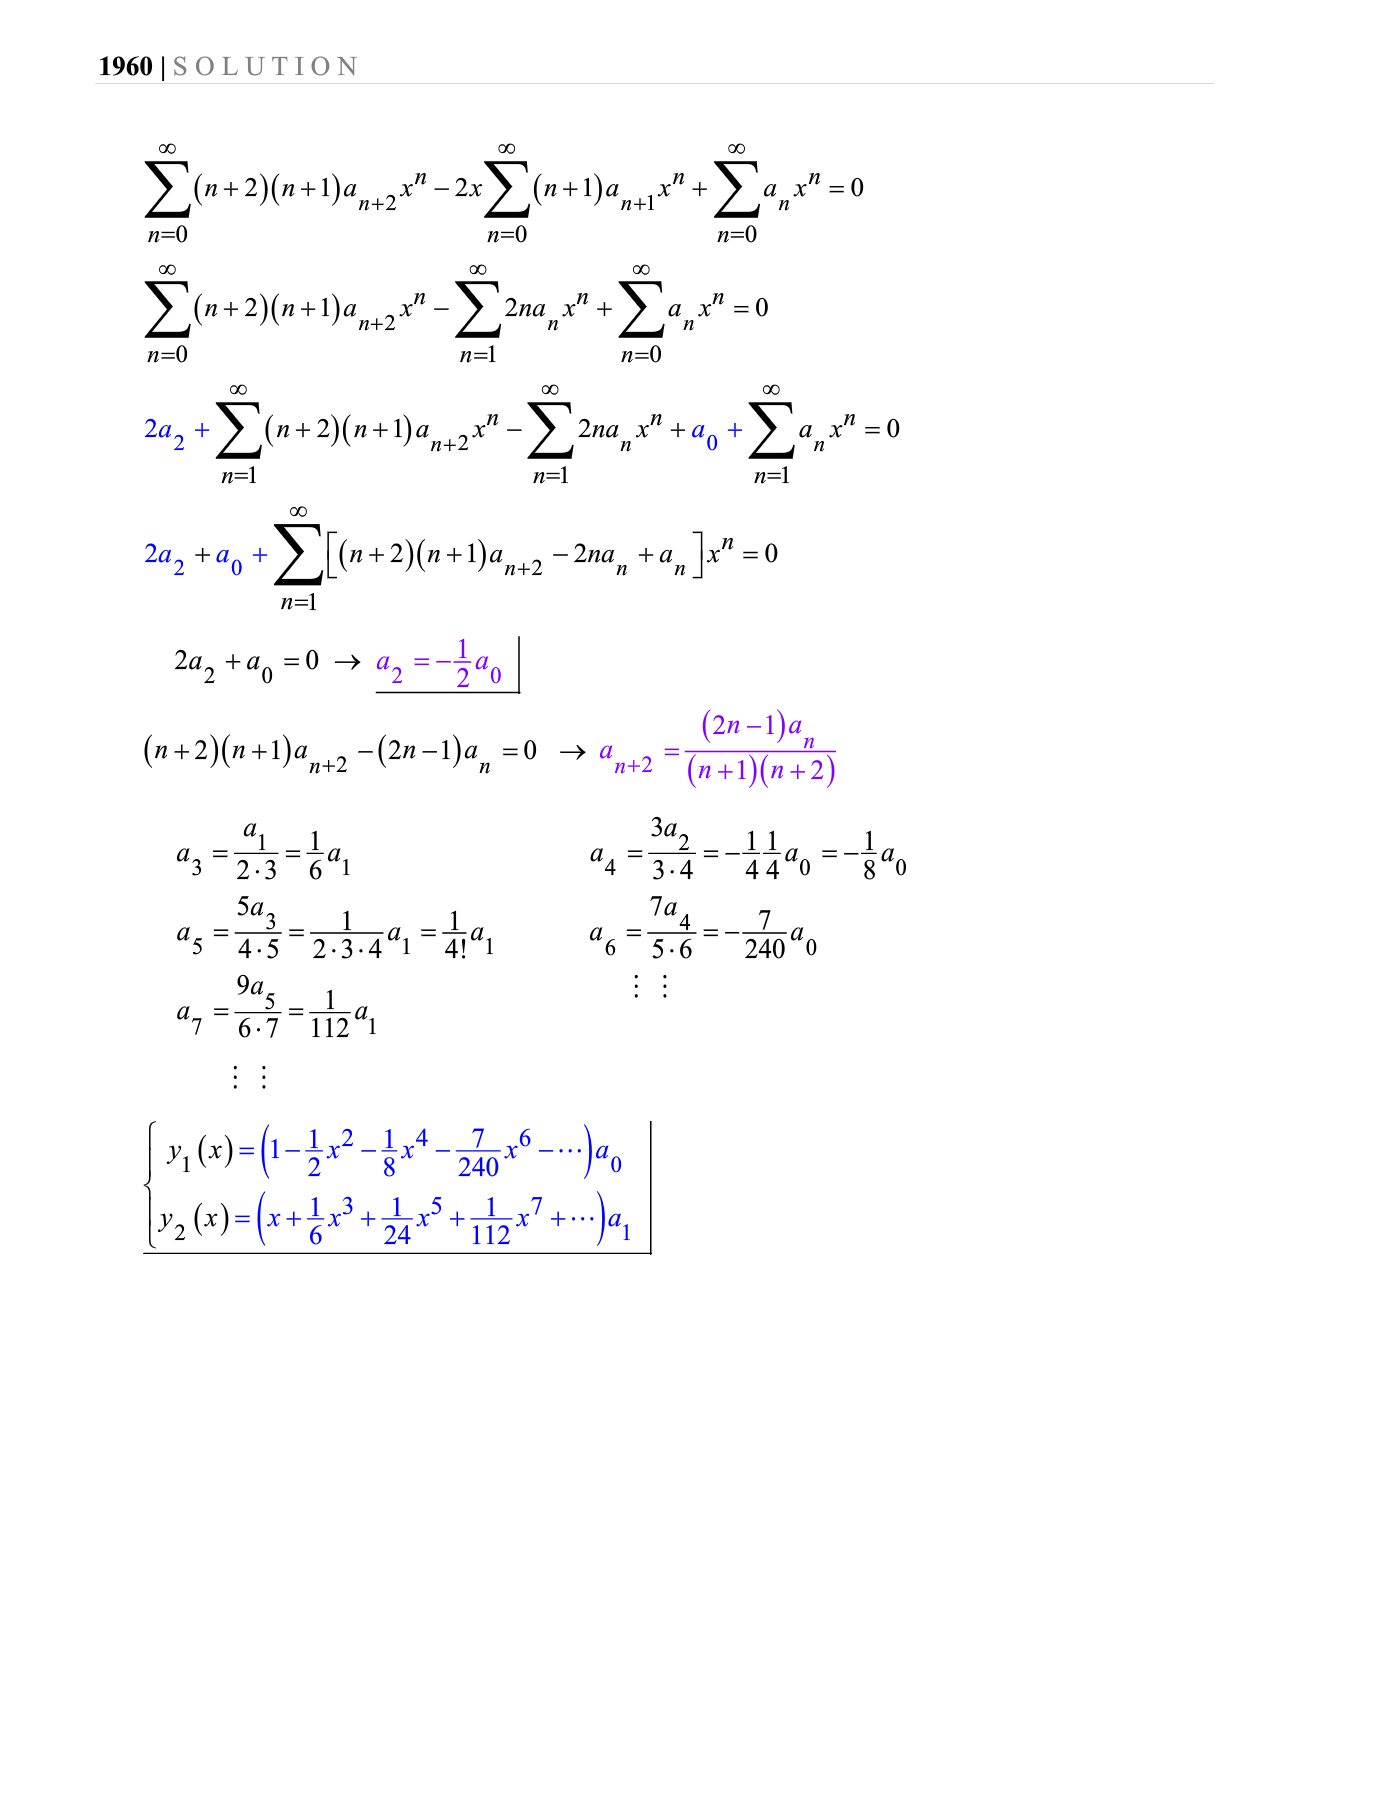 1960 | SOLUTION
$\sum_{n=0}^{\infty}(n+2)(n+1)a_{n+2}x^n - 2x\sum_{n=0}^{\infty}(n+1)a_{n+1}x^n + \sum_{n=0}^{\infty}a_n x^n = 0$
$\sum_{n=0}^{\infty}(n+2)(n+1)a_{n+2}x^n - \sum_{n=1}^{\infty}2na_n x^n + \sum_{n=0}^{\infty}a_n x^n = 0$
$2a_2 + \sum_{n=1}^{\infty}(n+2)(n+1)a_{n+2}x^n - \sum_{n=1}^{\infty}2na_n x^n + a_0 + \sum_{n=1}^{\infty}a_n x^n = 0$
$2a_2 + a_0 + \sum_{n=1}^{\infty}\left[(n+2)(n+1)a_{n+2} - 2na_n + a_n\right]x^n = 0$
$2a_2 + a_0 = 0 \rightarrow a_2 = -\frac{1}{2}a_0$
$(n+2)(n+1)a_{n+2} - (2n-1)a_n = 0 \rightarrow a_{n+2} = \frac{(2n-1)a_n}{(n+1)(n+2)}$
$a_3 = \frac{a_1}{2\cdot 3} = \frac{1}{6}a_1$ $a_4 = \frac{3a_2}{3\cdot 4} = -\frac{1}{4}\frac{1}{4}a_0 = -\frac{1}{8}a_0$
$a_5 = \frac{5a_3}{4\cdot 5} = \frac{1}{2\cdot 3\cdot 4}a_1 = \frac{1}{4!}a_1$ $a_6 = \frac{7a_4}{5\cdot 6} = -\frac{7}{240}a_0$
$a_7 = \frac{9a_5}{6\cdot 7} = \frac{1}{112}a_1$ ⋮ ⋮
⋮ ⋮
$y_1(x) = \left(1 - \frac{1}{2}x^2 - \frac{1}{8}x^4 - \frac{7}{240}x^6 - \cdots\right)a_0$
$y_2(x) = \left(x + \frac{1}{6}x^3 + \frac{1}{24}x^5 + \frac{1}{112}x^7 + \cdots\right)a_1$